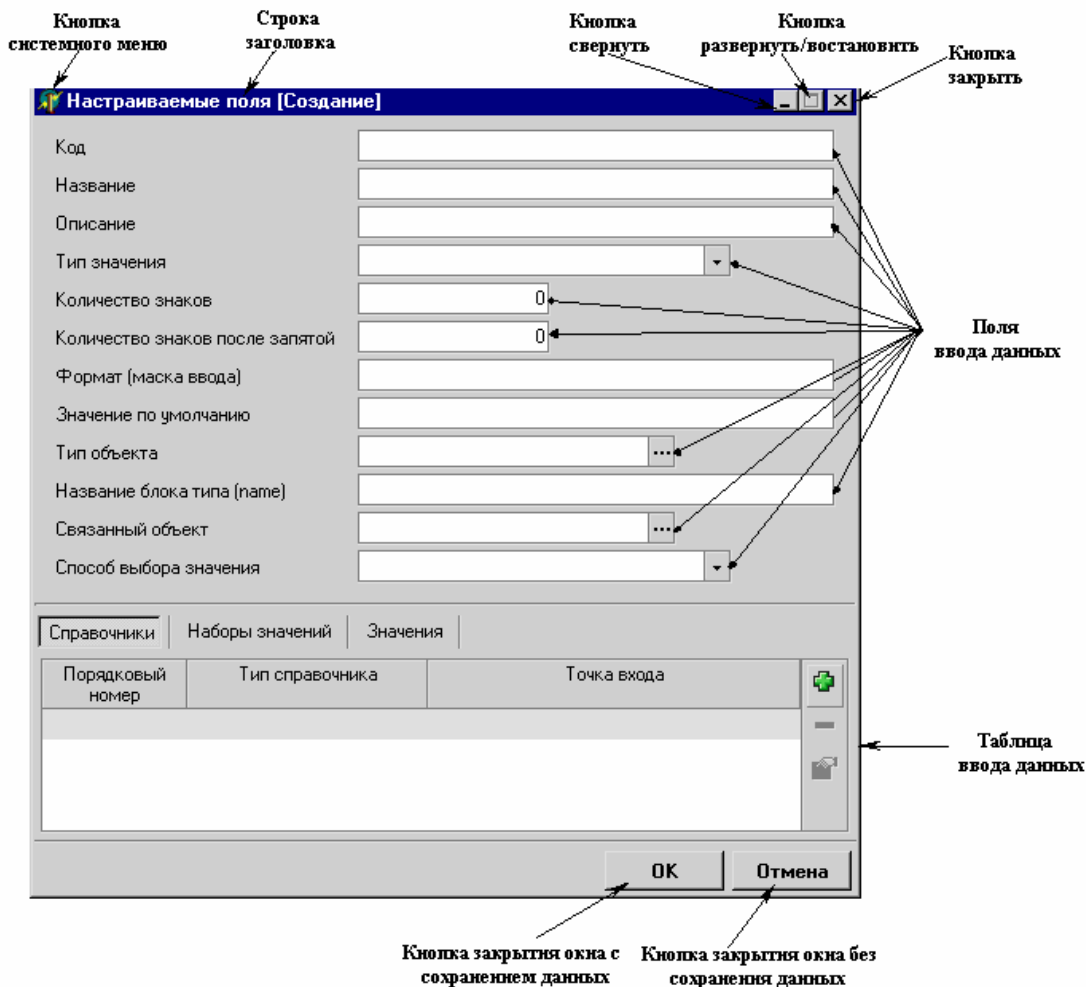 Кнопка
системного меню
Строка
заголовка
Кнопка
свернуть
Кнопка
развернуть/востановить
Кнопка
закрыть
Настраиваемые поля [Создание]
Код
Название
Описание
Тип значения
Количество знаков 0
Количество знаков после запятой 0
Формат (маска ввода)
Значение по умолчанию
Тип объекта
Название блока типа (name)
Связанный объект
Способ выбора значения
Поля
ввода данных
Справочники Наборы значений Значения
Порядковый
номер
Тип справочника
Точка входа
Таблица
ввода данных
OK Отмена
Кнопка закрытия окна с
сохранением данных
Кнопка закрытия окна без
сохранения данных